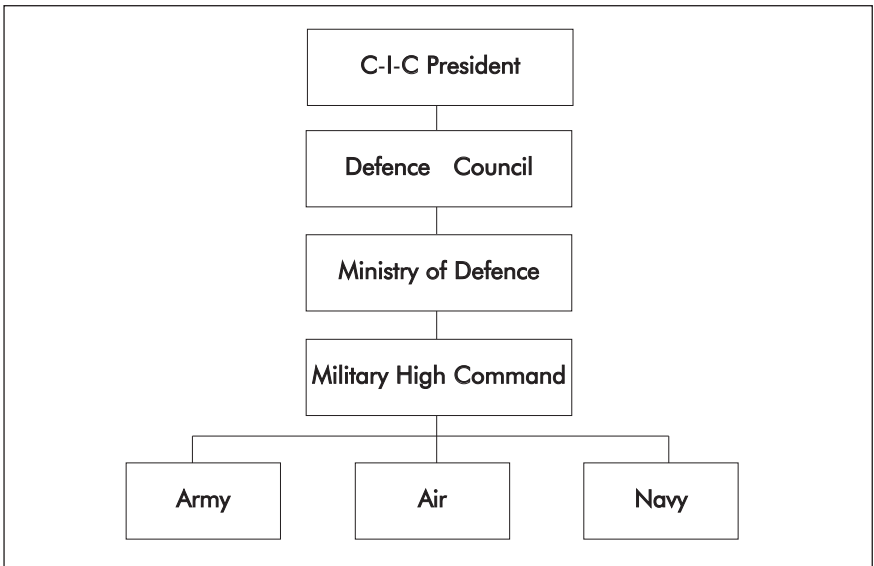 C-I-C President
Defence Council
Ministry of Defence
Military High Command
Army
Air
Navy